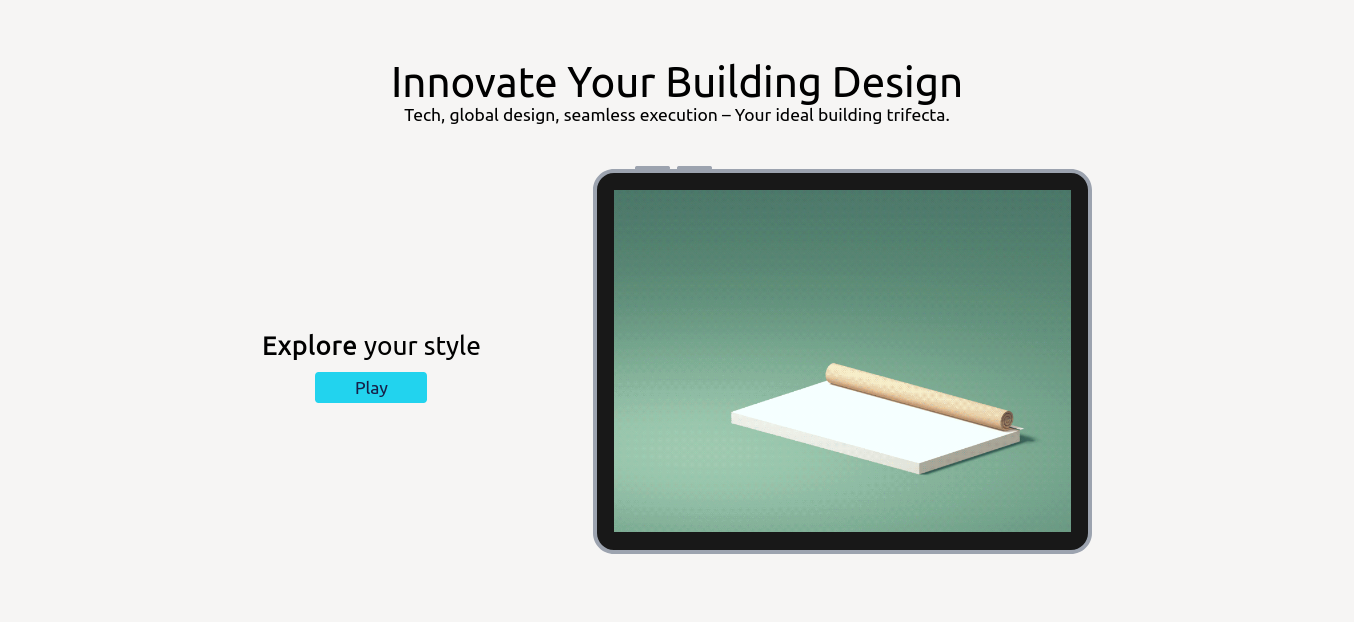 Innovate Your Building Design
Tech, global design, seamless execution – Your ideal building trifecta.
Explore your style
Play